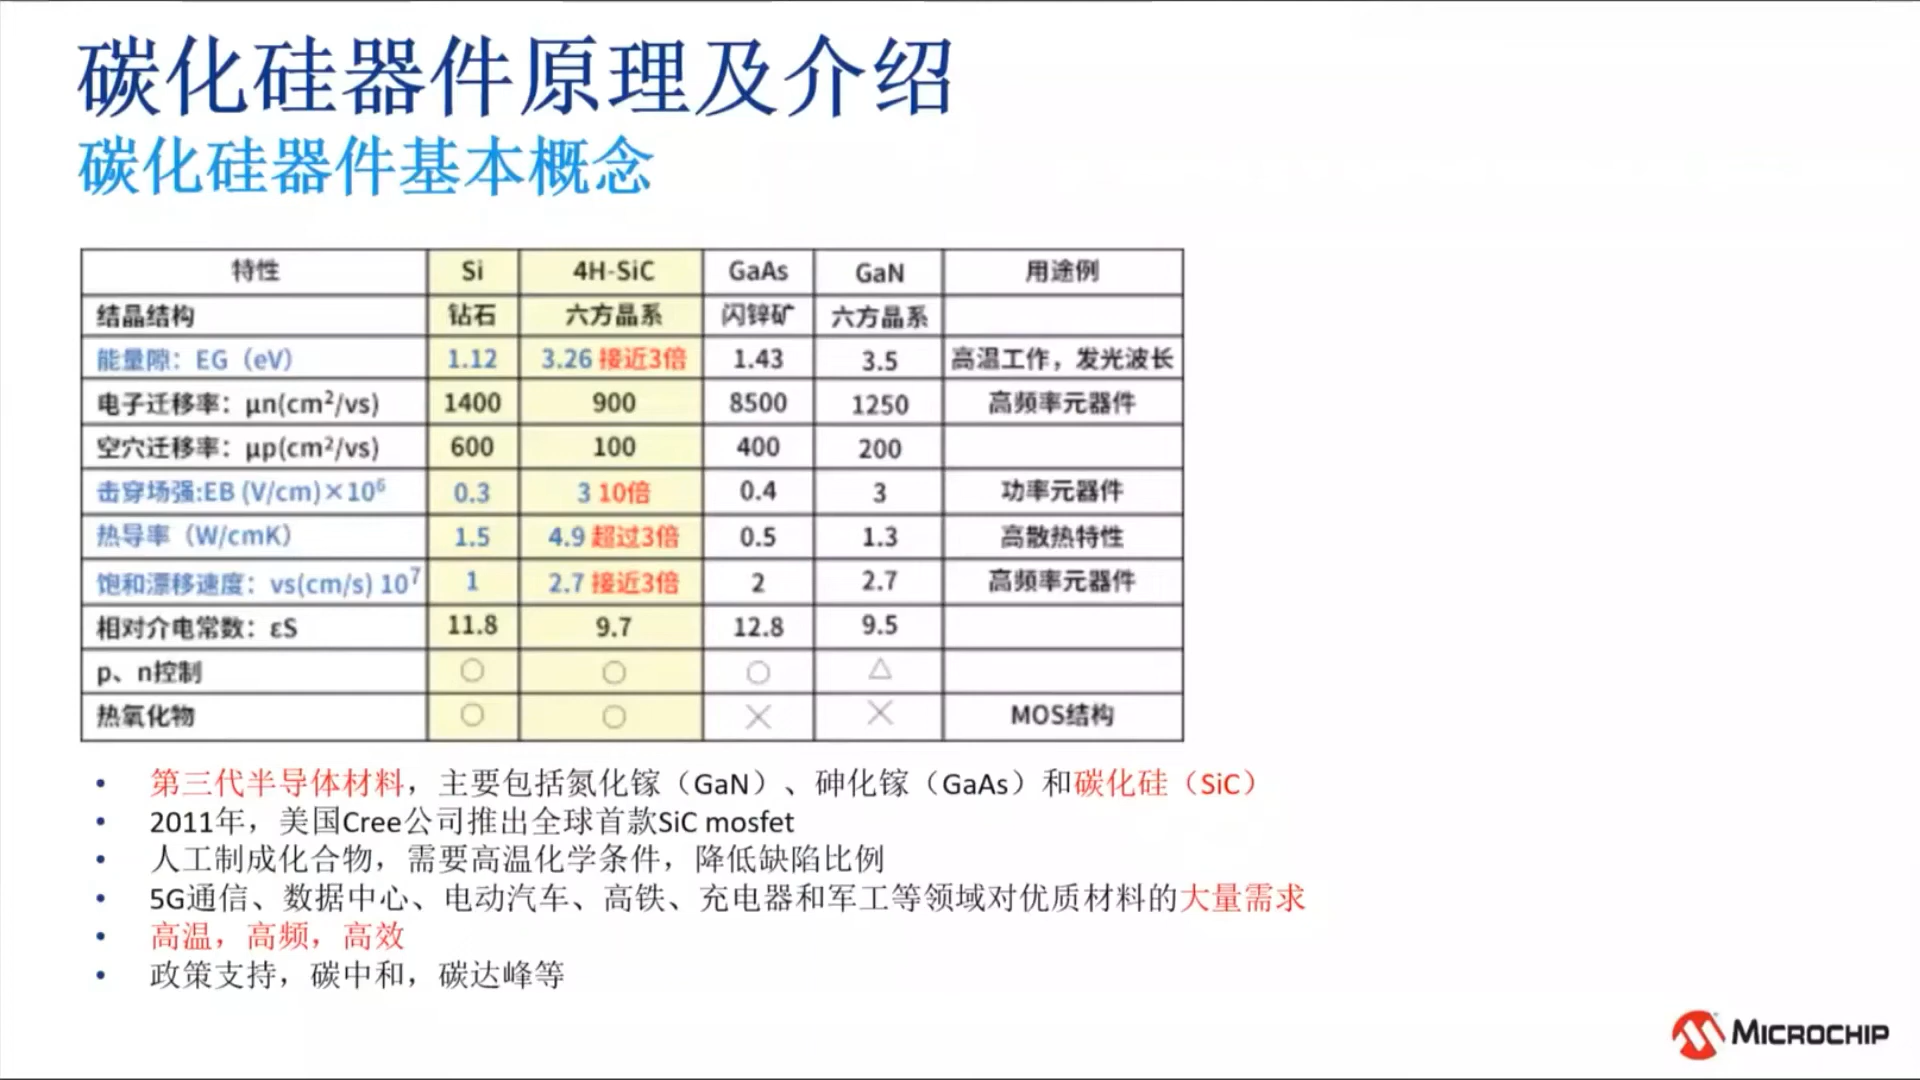 碳化硅器件原理及介绍
碳化硅器件基本概念
特性 Si 4H-SiC GaAs GaN 用途例
结晶结构 钻石 六方晶系 闪锌矿 六方晶系
能量隙：EG（eV） 1.12 3.26 接近3倍 1.43 3.5 高温工作，发光波长
电子迁移率：μn(cm²/vs) 1400 900 8500 1250 高频率元器件
空穴迁移率：μp(cm²/vs) 600 100 400 200
击穿场强:EB (V/cm)×10⁶ 0.3 3 10倍 0.4 3 功率元器件
热导率（W/cmK） 1.5 4.9 超过3倍 0.5 1.3 高散热特性
饱和漂移速度：vs(cm/s) 10⁷ 1 2.7 接近3倍 2 2.7 高频率元器件
相对介电常数：εS 11.8 9.7 12.8 9.5
p、n控制 ○ ○ ○ △
热氧化物 ○ ○ × × MOS结构
• 第三代半导体材料，主要包括氮化镓（GaN）、砷化镓（GaAs）和碳化硅（SiC）
• 2011年，美国Cree公司推出全球首款SiC mosfet
• 人工制成化合物，需要高温化学条件，降低缺陷比例
• 5G通信、数据中心、电动汽车、高铁、充电器和军工等领域对优质材料的大量需求
• 高温，高频，高效
• 政策支持，碳中和，碳达峰等
MICROCHIP